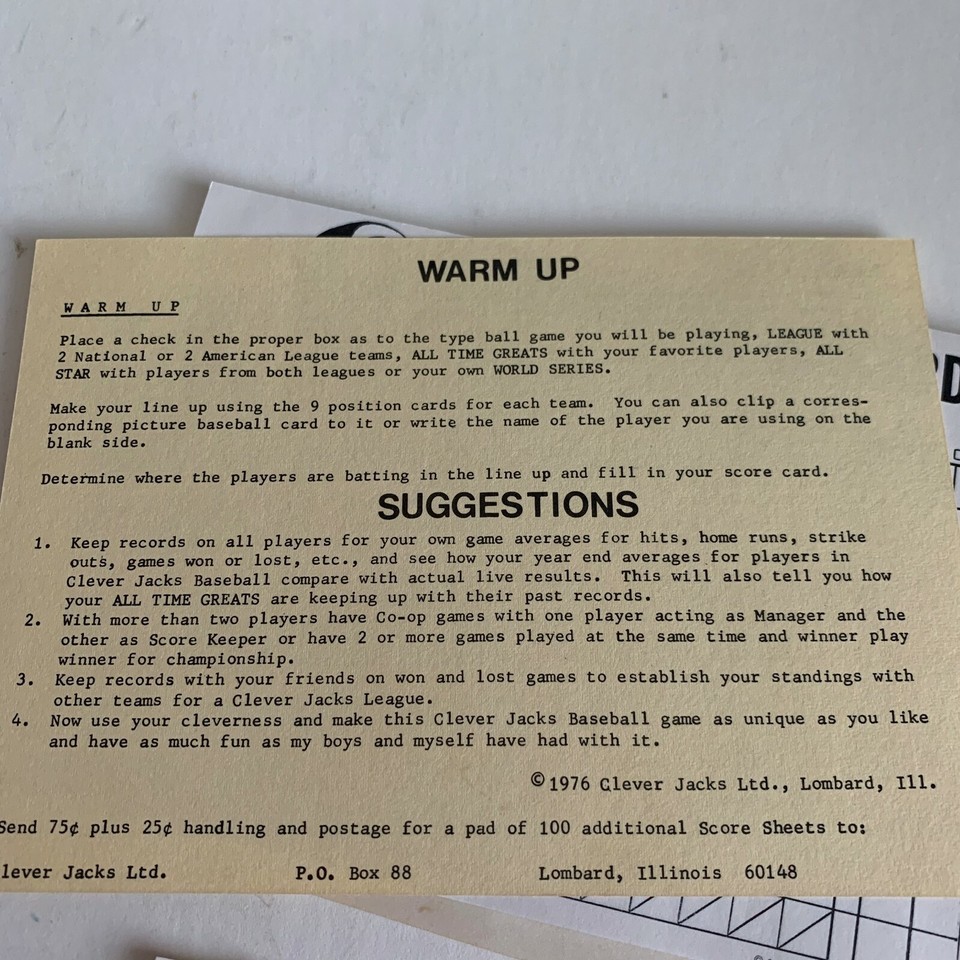 WARM UP
WARM UP
Place a check in the proper box as to the type ball game you will be playing, LEAGUE with
2 National or 2 American League teams, ALL TIME GREATS with your favorite players, ALL
STAR with players from both leagues or your own WORLD SERIES.
Make your line up using the 9 position cards for each team. You can also clip a corres-
ponding picture baseball card to it or write the name of the player you are using on the
blank side.
Determine where the players are batting in the line up and fill in your score card.
SUGGESTIONS
1. Keep records on all players for your own game averages for hits, home runs, strike
outs, games won or lost, etc., and see how your year end averages for players in
Clever Jacks Baseball compare with actual live results. This will also tell you how
your ALL TIME GREATS are keeping up with their past records.
2. With more than two players have Co-op games with one player acting as Manager and the
other as Score Keeper or have 2 or more games played at the same time and winner play
winner for championship.
3. Keep records with your friends on won and lost games to establish your standings with
other teams for a Clever Jacks League.
4. Now use your cleverness and make this Clever Jacks Baseball game as unique as you like
and have as much fun as my boys and myself have had with it.
©1976 Clever Jacks Ltd., Lombard, Ill.
Send 75¢ plus 25¢ handling and postage for a pad of 100 additional Score Sheets to:
lever Jacks Ltd. P.O. Box 88 Lombard, Illinois 60148